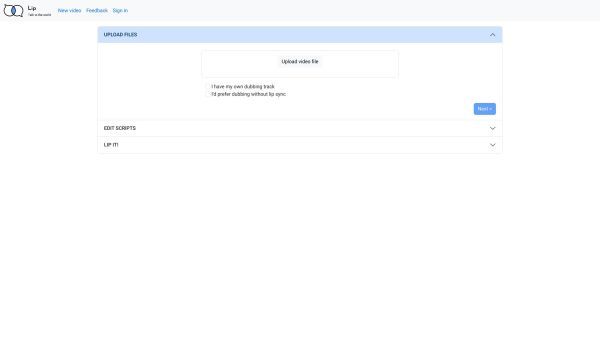 Lip
Talk to the world
New video
Feedback
Sign in
UPLOAD FILES
Upload video file
I have my own dubbing track
I'd prefer dubbing without lip sync
Next »
EDIT SCRIPTS
LIP IT!